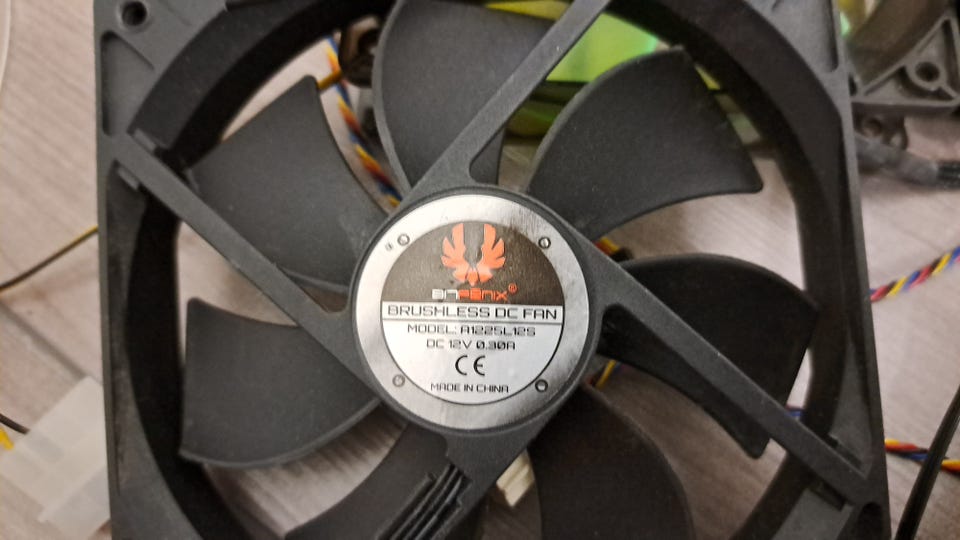 BITFENIX®
BRUSHLESS DC FAN
MODEL: A1225L12S
DC 12V 0.30A
CE
MADE IN CHINA